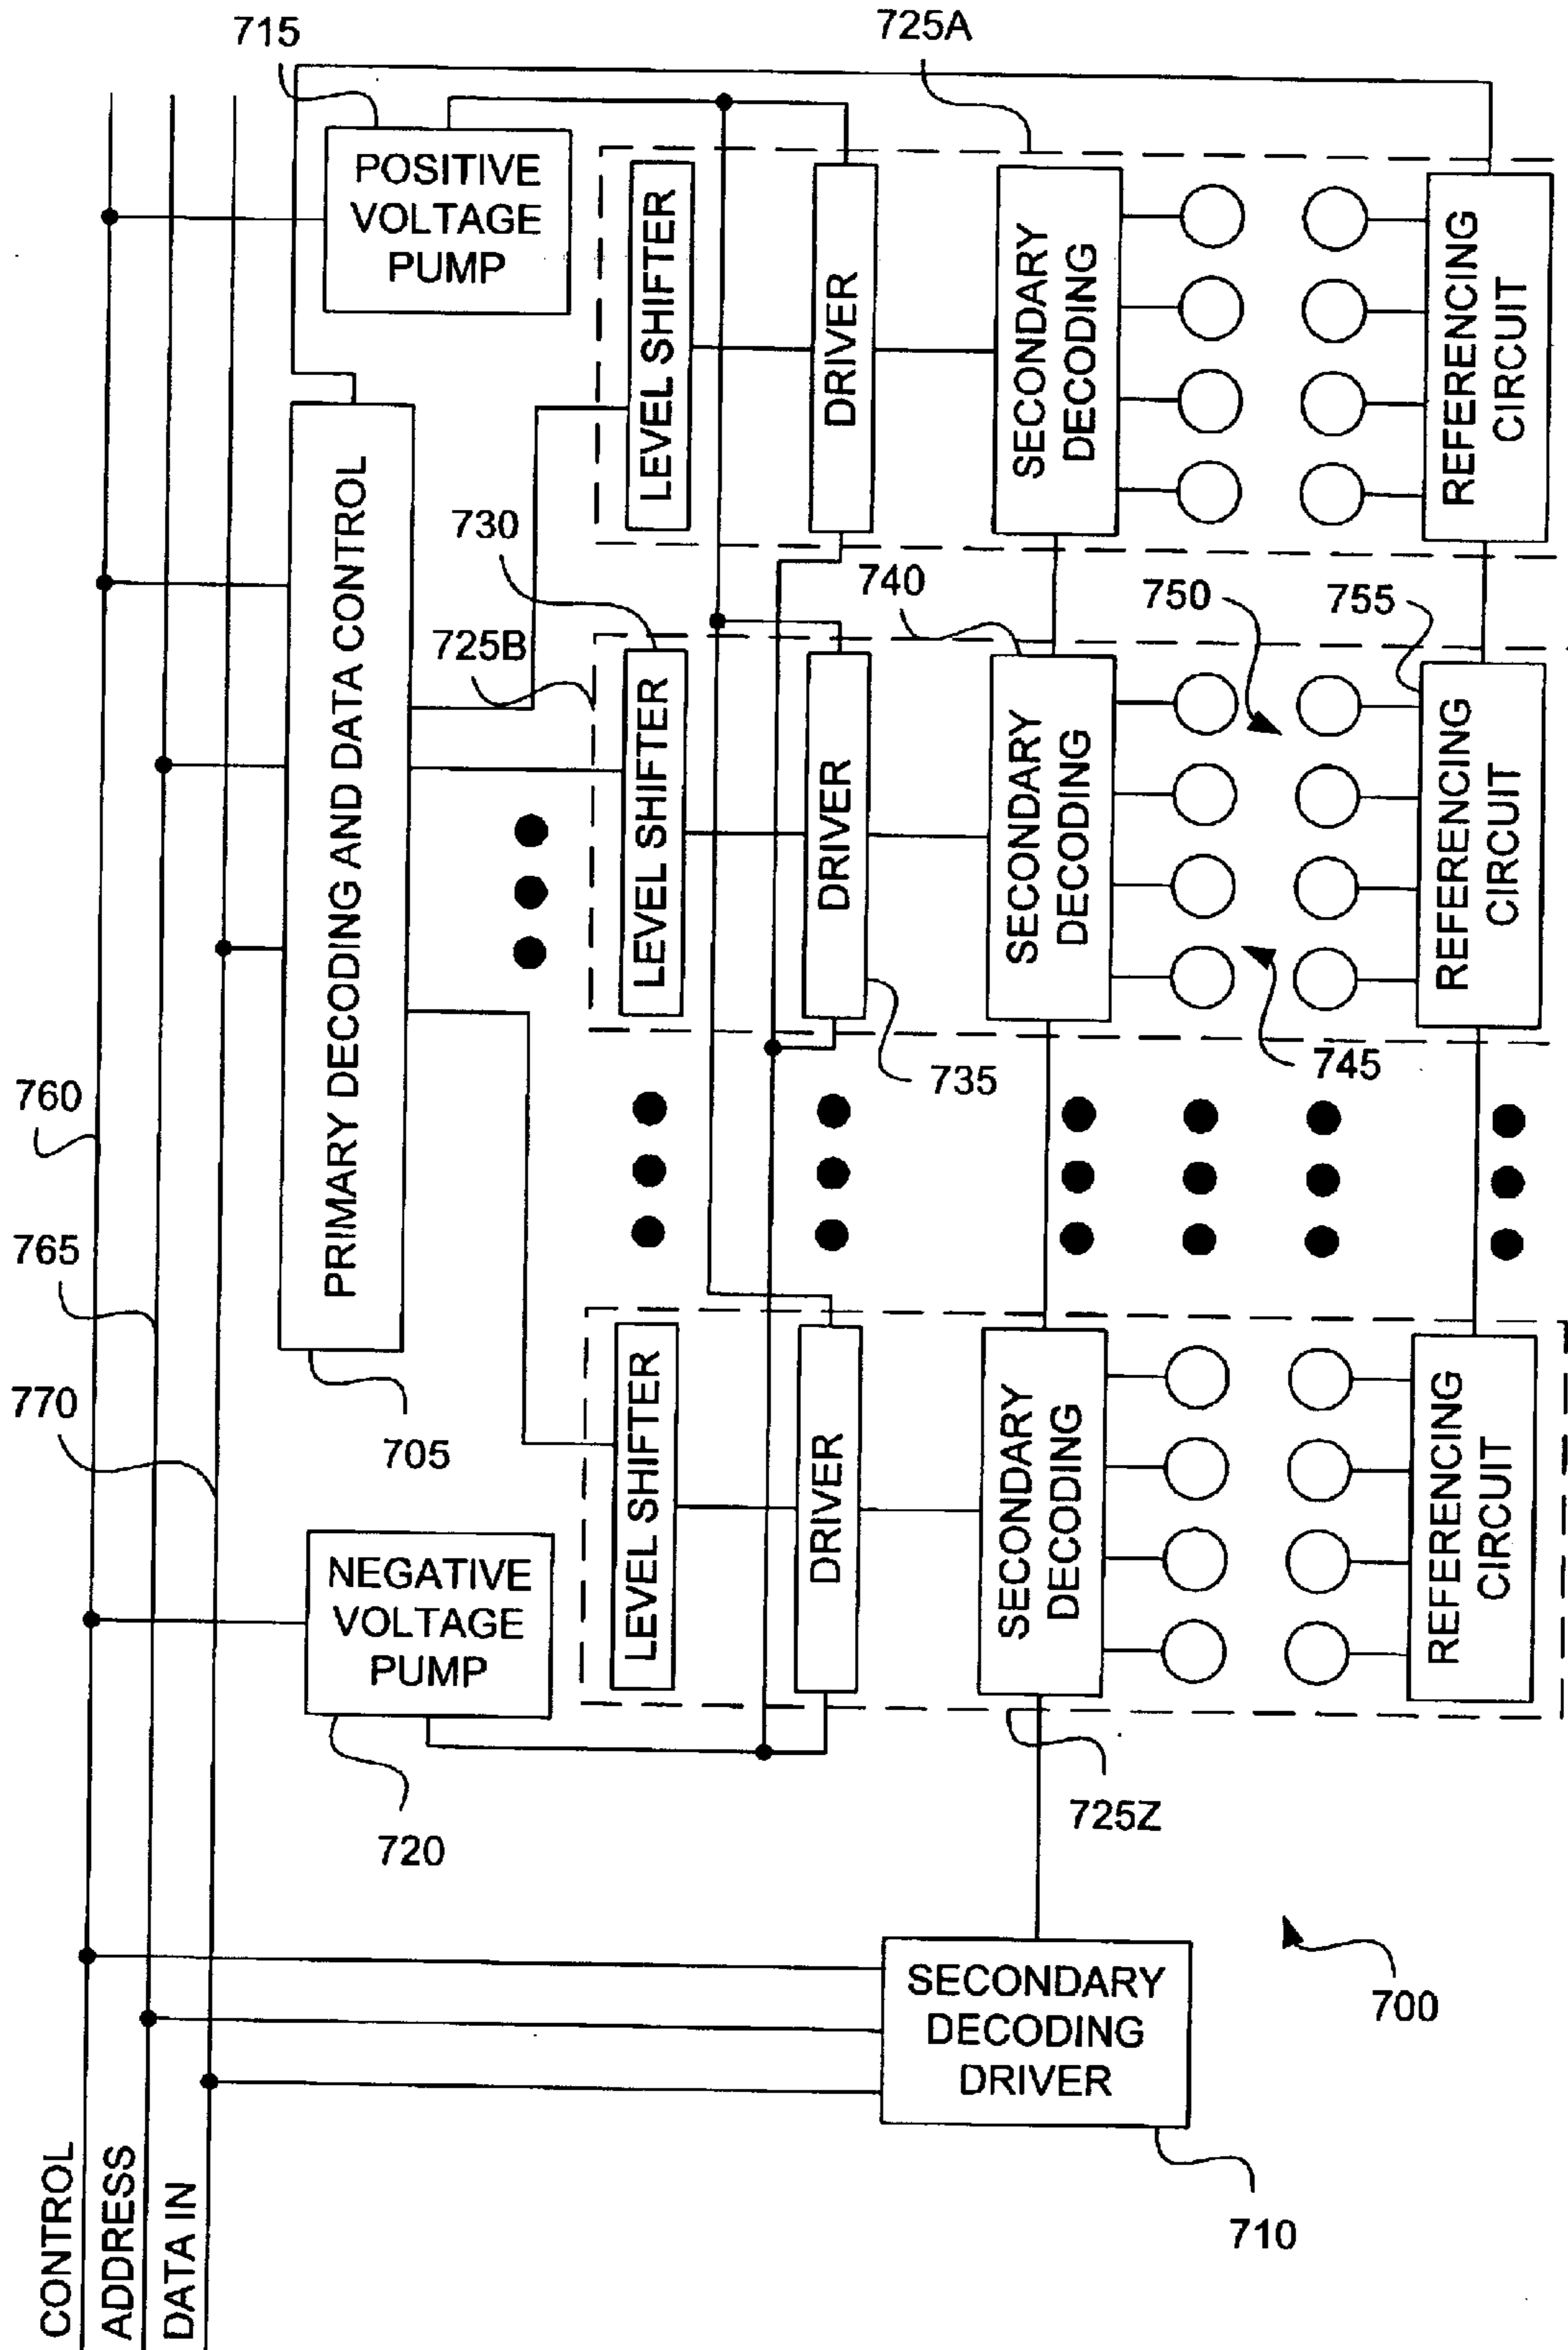 715
725A
POSITIVE
VOLTAGE
PUMP
LEVEL SHIFTER
DRIVER
SECONDARY
DECODING
REFERENCING
CIRCUIT
PRIMARY DECODING AND DATA CONTROL
730
740
750
755
725B
LEVEL SHIFTER
DRIVER
SECONDARY
DECODING
REFERENCING
CIRCUIT
735
745
760
765
770
705
LEVEL SHIFTER
DRIVER
SECONDARY
DECODING
REFERENCING
CIRCUIT
NEGATIVE
VOLTAGE
PUMP
720
725Z
SECONDARY
DECODING
DRIVER
700
710
CONTROL
ADDRESS
DATA IN